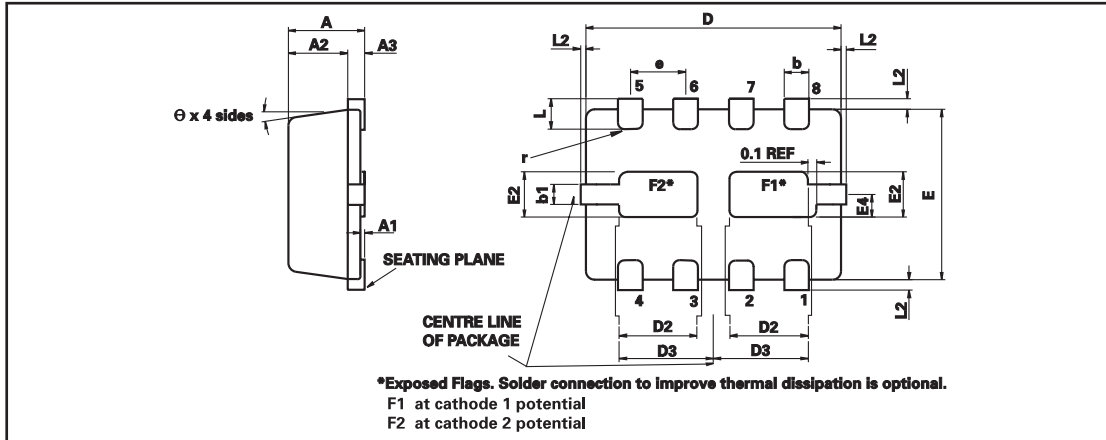 A
A2 A3
Θ x 4 sides
A1
SEATING PLANE
D
L2 L2
e b L2
5 6 7 8
L
r
0.1 REF
E2 b1 F2* F1* E4 E2 E
4 3 2 1
L2
CENTRE LINE
OF PACKAGE
D2 D2
D3 D3
*Exposed Flags. Solder connection to improve thermal dissipation is optional.
F1 at cathode 1 potential
F2 at cathode 2 potential